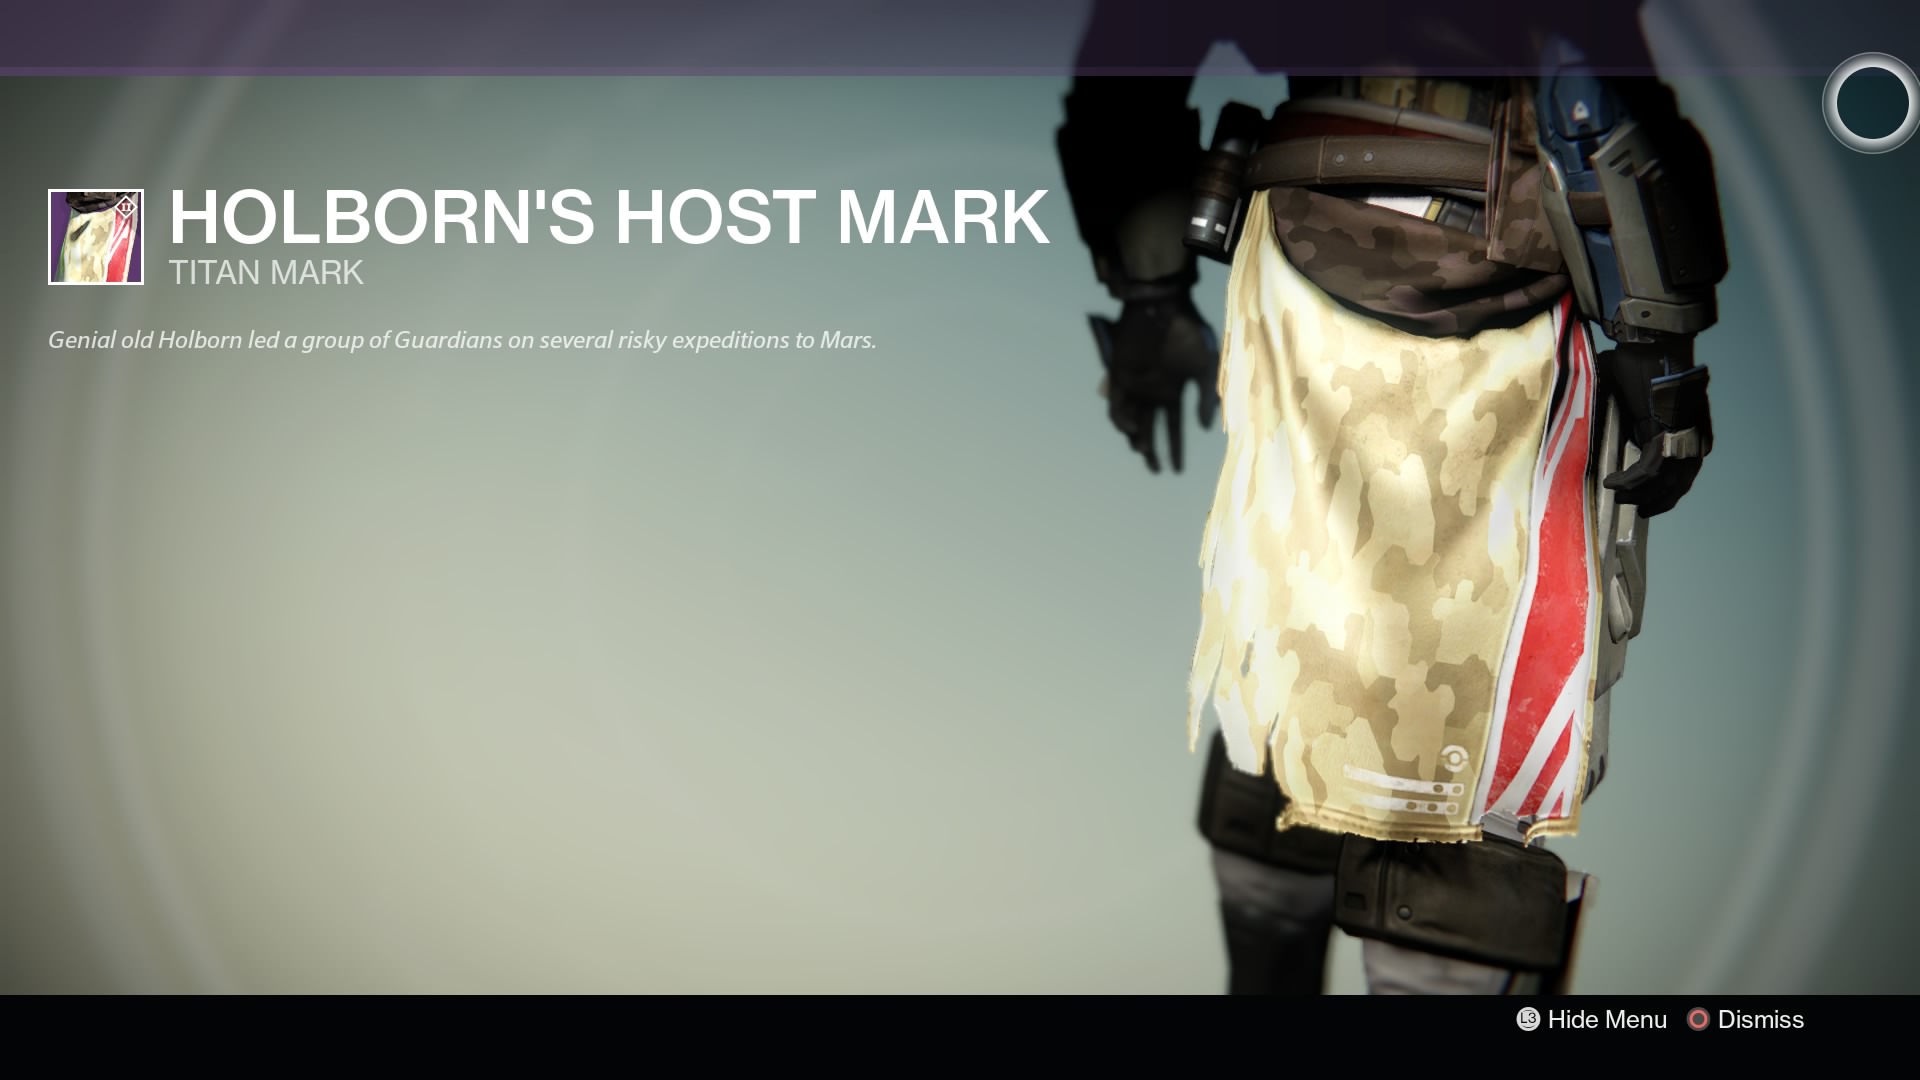 HOLBORN'S HOST MARK
TITAN MARK
Genial old Holborn led a group of Guardians on several risky expeditions to Mars.
L3 Hide Menu Dismiss